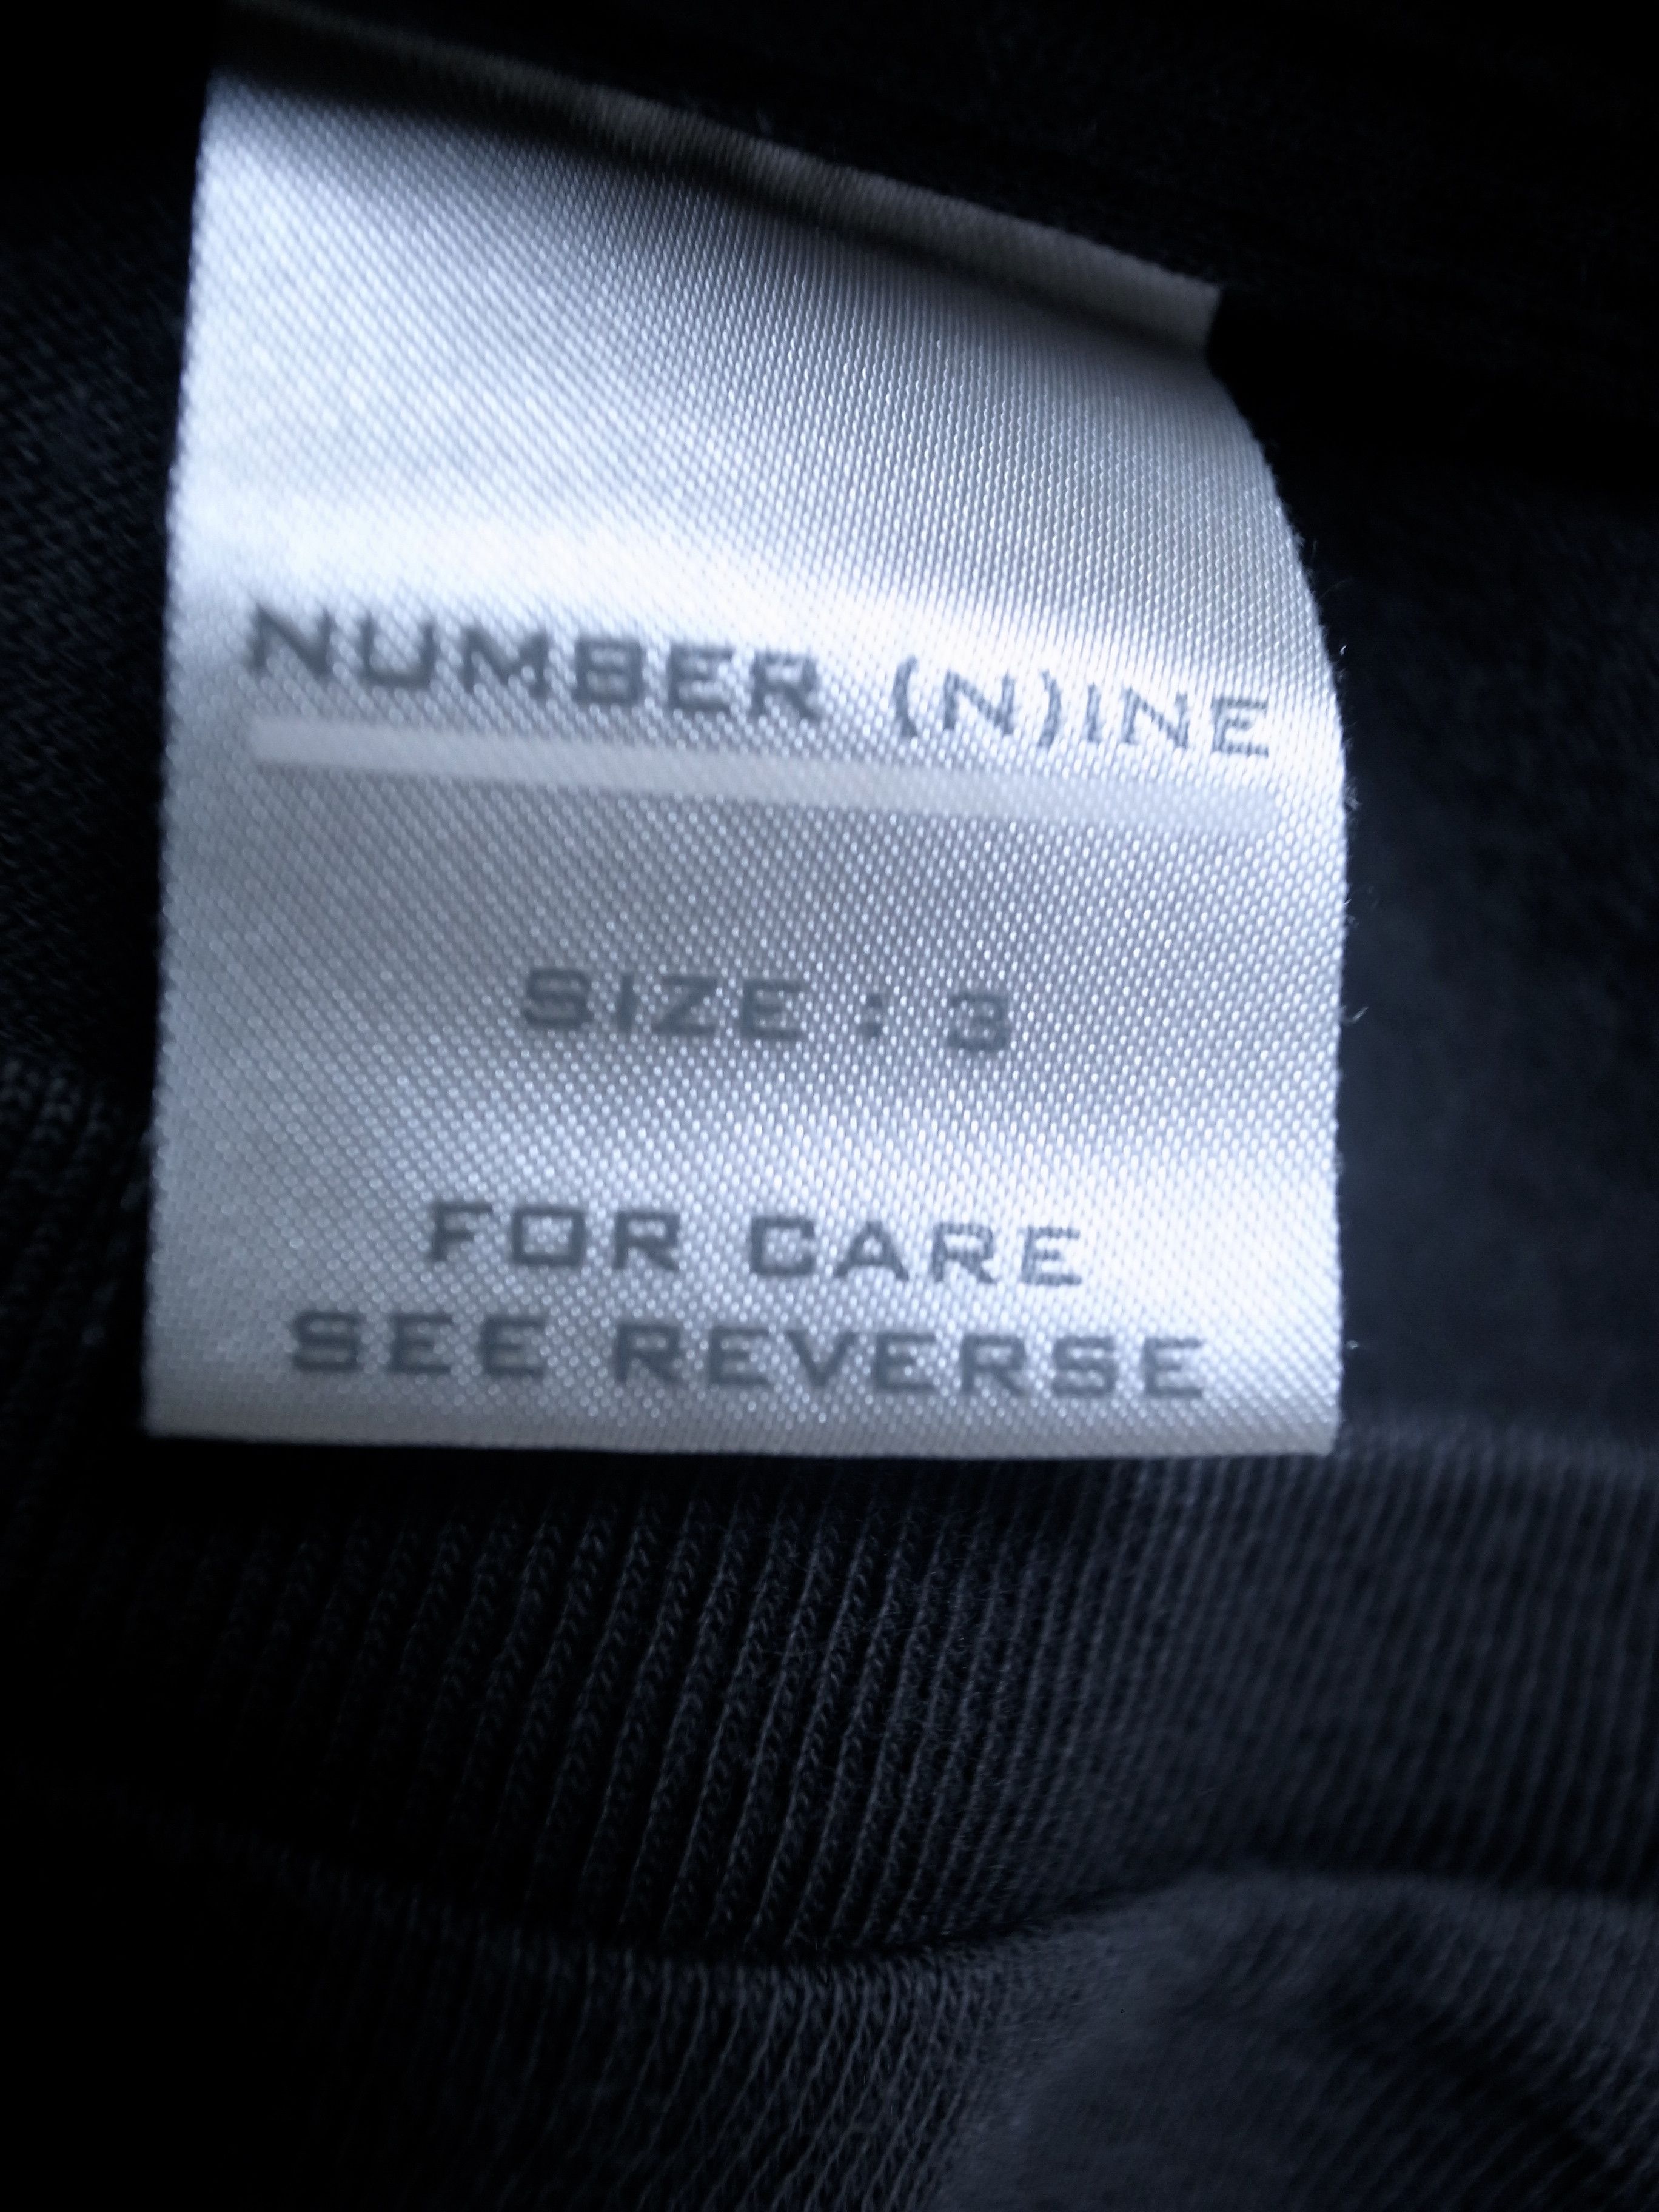 NUMBER (N)INE
SIZE : 3
FOR CARE
SEE REVERSE